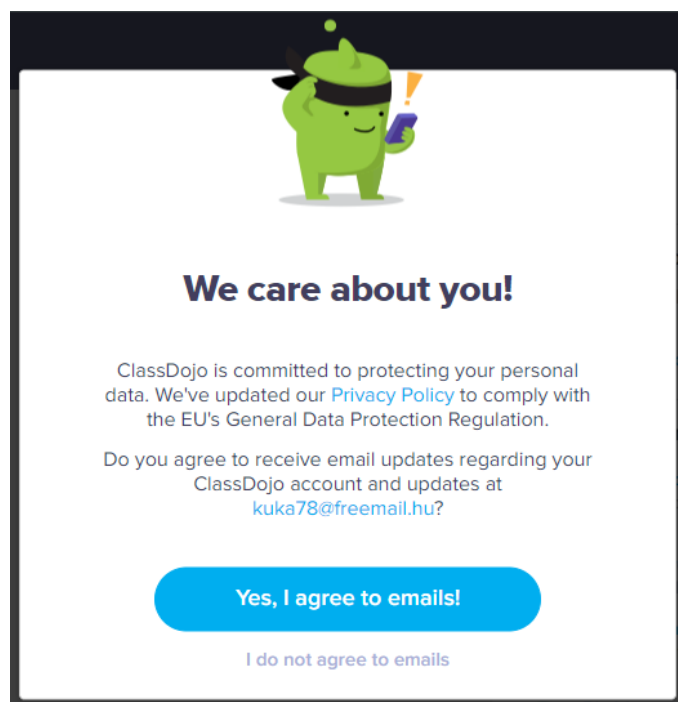 We care about you!
ClassDojo is committed to protecting your personal
data. We've updated our Privacy Policy to comply with
the EU's General Data Protection Regulation.
Do you agree to receive email updates regarding your
ClassDojo account and updates at
kuka78@freemail.hu?
Yes, I agree to emails!
I do not agree to emails